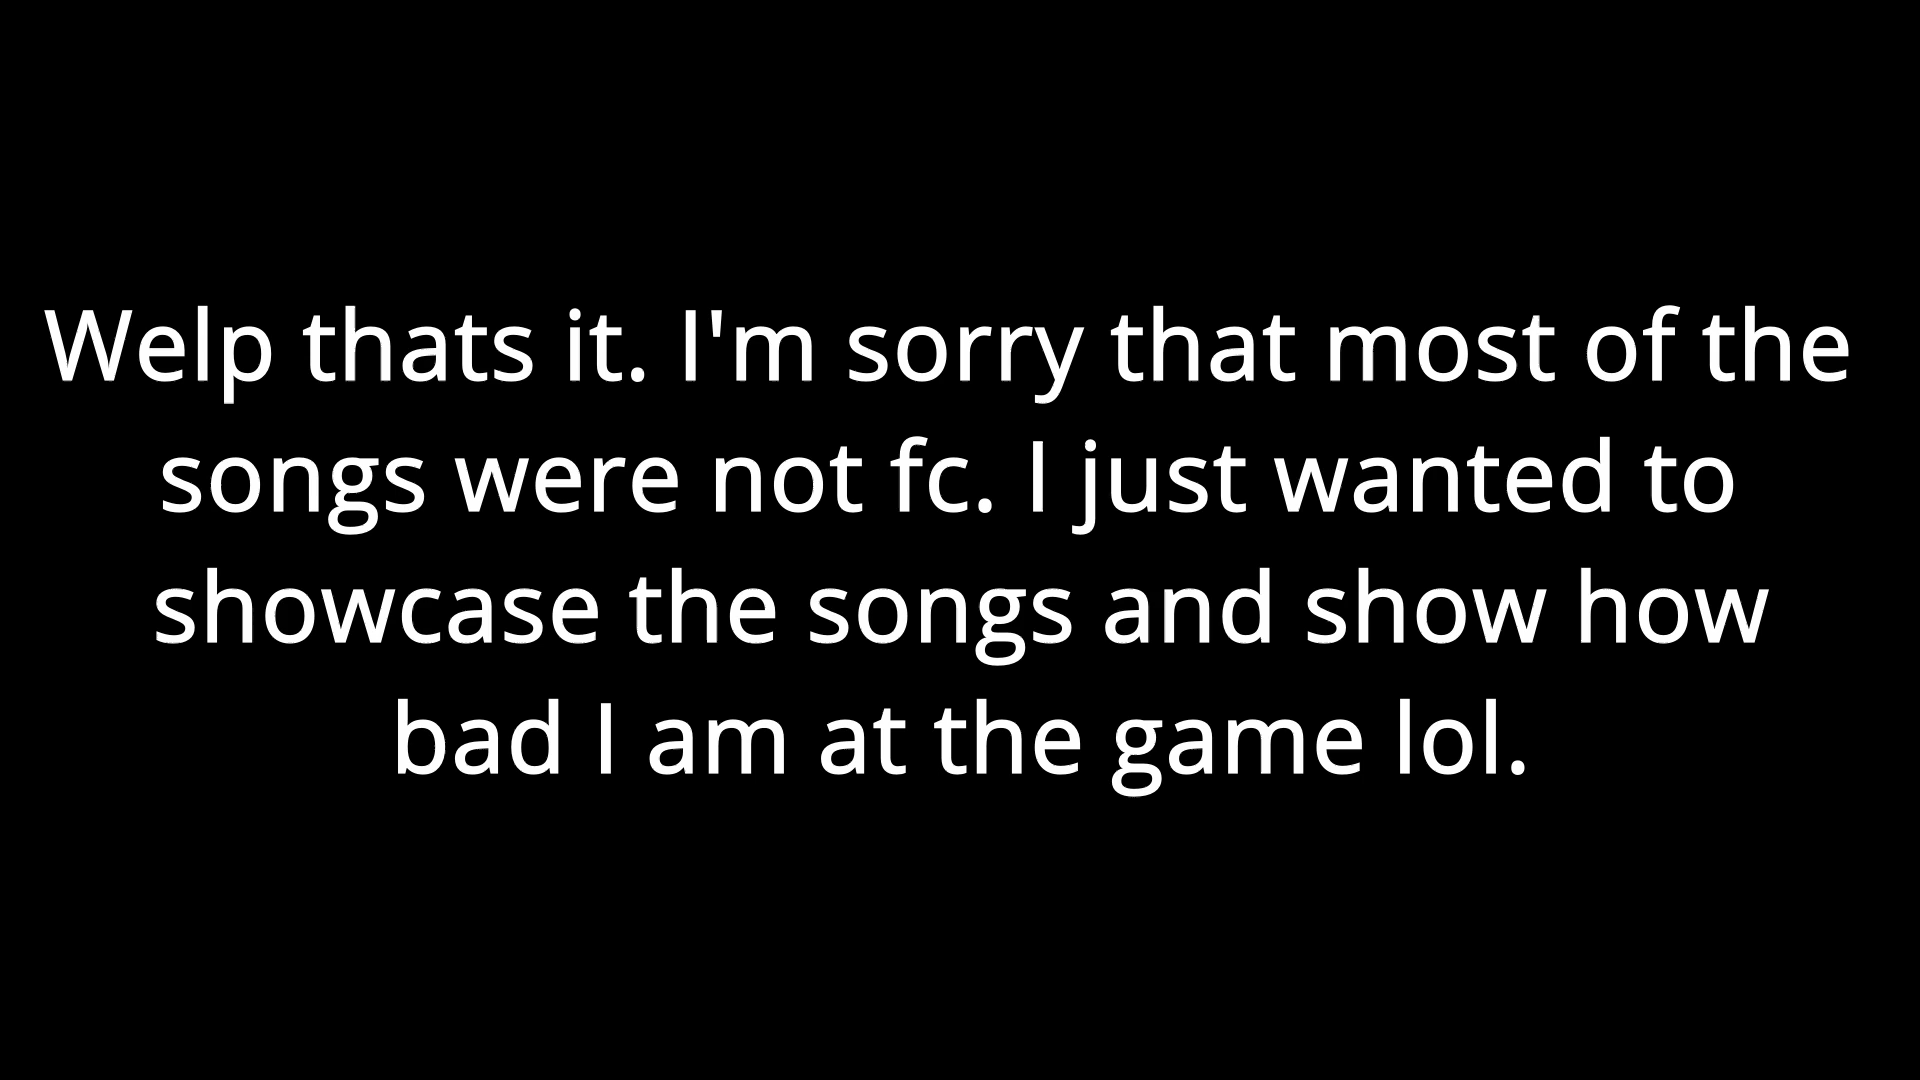 Welp thats it. I'm sorry that most of the
songs were not fc. I just wanted to
showcase the songs and show how
bad I am at the game lol.